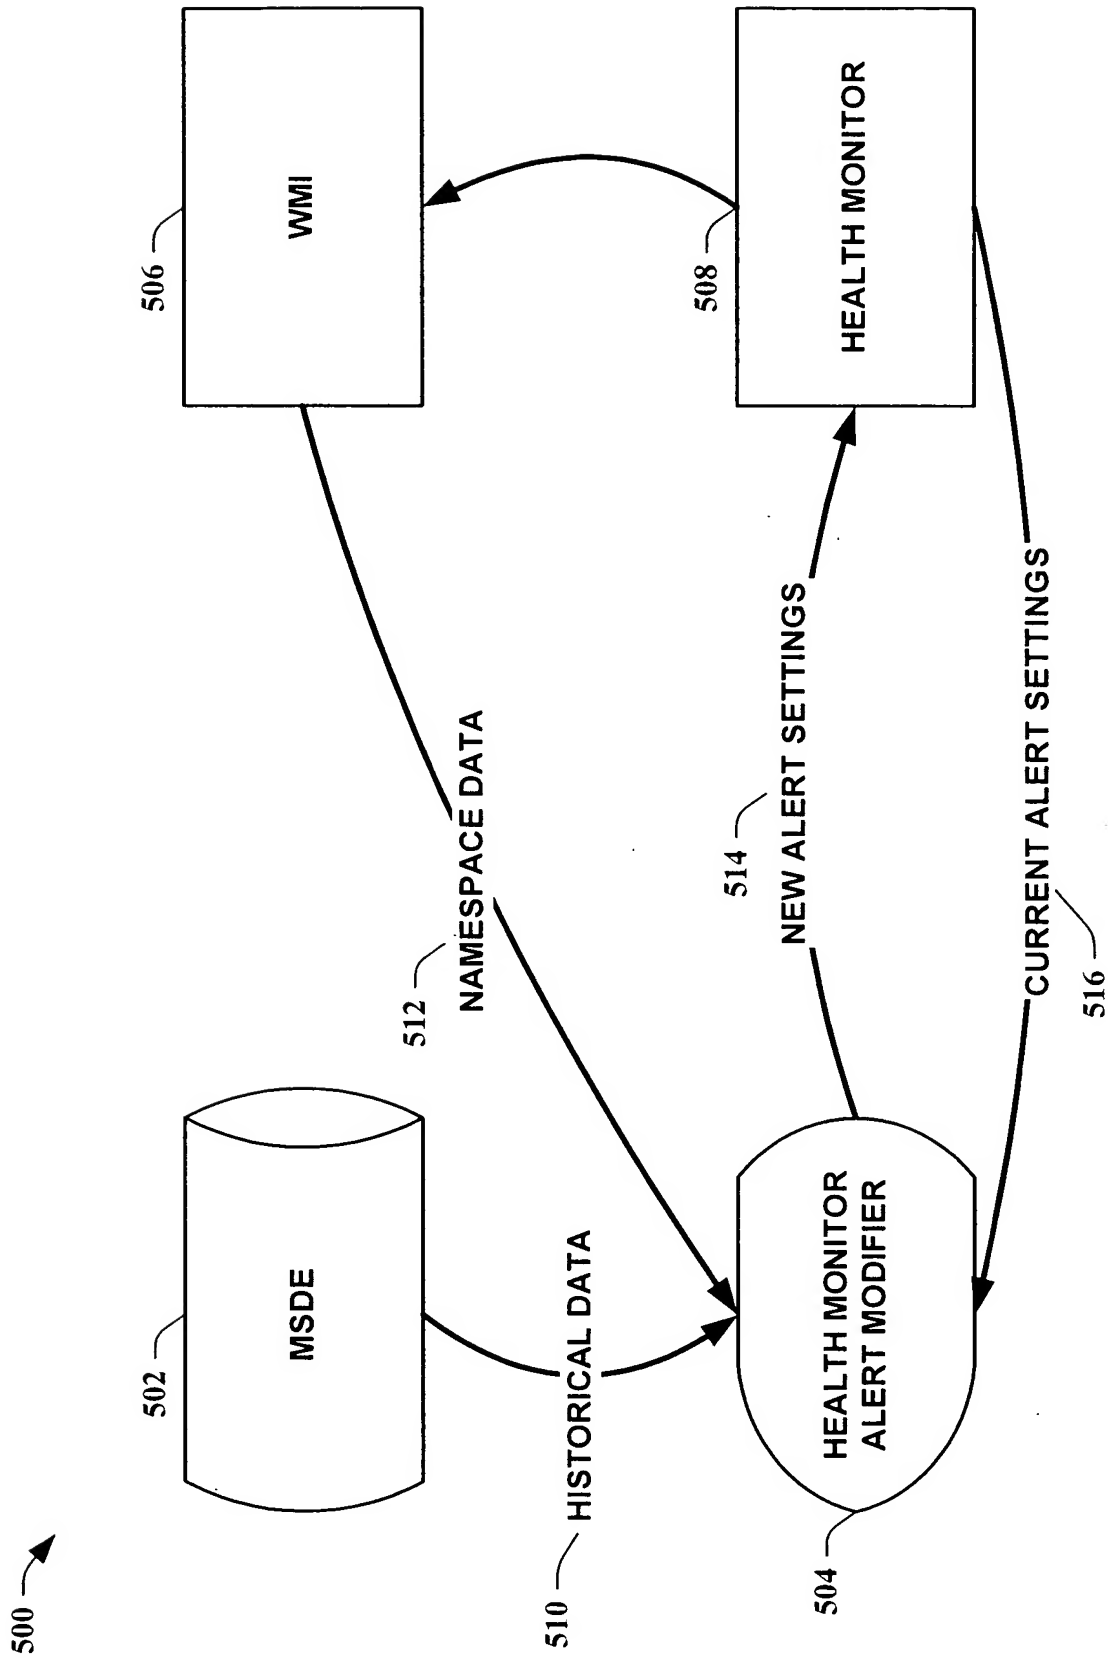 500
502
MSDE
506
WMI
512
NAMESPACE DATA
510
HISTORICAL DATA
508
514
NEW ALERT SETTINGS
504
HEALTH MONITOR
ALERT MODIFIER
HEALTH MONITOR
CURRENT ALERT SETTINGS
516